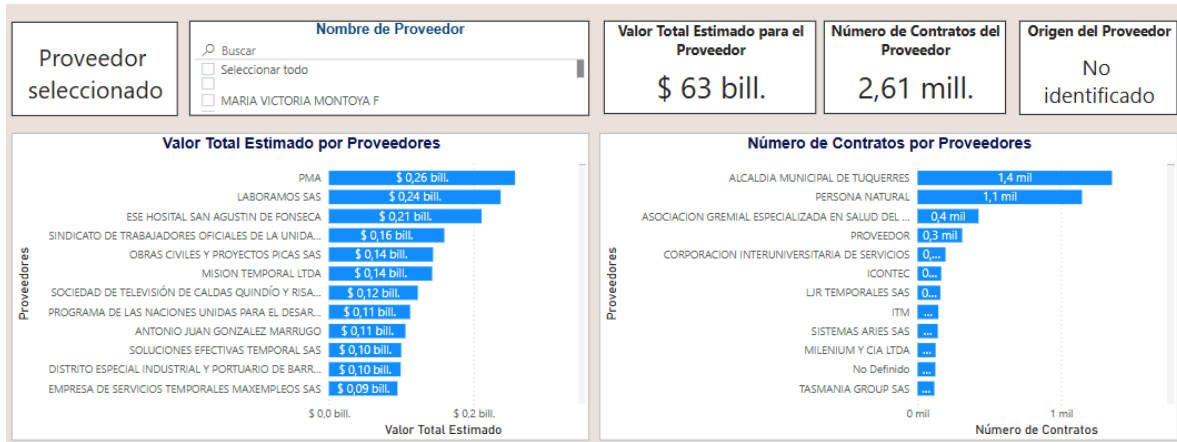 Proveedor
seleccionado
Nombre de Proveedor
Buscar
Seleccionar todo
MARIA VICTORIA MONTOYA F
Valor Total Estimado para el
Proveedor
$ 63 bill.
Número de Contratos del
Proveedor
2,61 mill.
Origen del Proveedor
No
identificado
Valor Total Estimado por Proveedores
Proveedores
PMA $ 0,26 bill.
LABORAMOS SAS $ 0,24 bill.
ESE HOSITAL SAN AGUSTIN DE FONSECA $ 0,21 bill.
SINDICATO DE TRABAJADORES OFICIALES DE LA UNIDA... $ 0,16 bill.
OBRAS CIVILES Y PROYECTOS PICAS SAS $ 0,14 bill.
MISION TEMPORAL LTDA $ 0,14 bill.
SOCIEDAD DE TELEVISIÓN DE CALDAS QUINDÍO Y RISA... $ 0,12 bill.
PROGRAMA DE LAS NACIONES UNIDAS PARA EL DESAR... $ 0,11 bill.
ANTONIO JUAN GONZALEZ MARRUGO $ 0,11 bill.
SOLUCIONES EFECTIVAS TEMPORAL SAS $ 0,10 bill.
DISTRITO ESPECIAL INDUSTRIAL Y PORTUARIO DE BARR... $ 0,10 bill.
EMPRESA DE SERVICIOS TEMPORALES MAXEMPLEOS SAS $ 0,09 bill.
$ 0,0 bill. $ 0,2 bill.
Valor Total Estimado
Número de Contratos por Proveedores
Proveedores
ALCALDIA MUNICIPAL DE TUQUERRES 1,4 mil
PERSONA NATURAL 1,1 mil
ASOCIACION GREMIAL ESPECIALIZADA EN SALUD DEL ... 0,4 mil
PROVEEDOR 0,3 mil
CORPORACION INTERUNIVERSITARIA DE SERVICIOS 0,...
ICONTEC 0...
LJR TEMPORALES SAS 0...
ITM ...
SISTEMAS ARIES SAS ...
MILENIUM Y CIA LTDA ...
No Definido ...
TASMANIA GROUP SAS ...
0 mil 1 mil
Número de Contratos